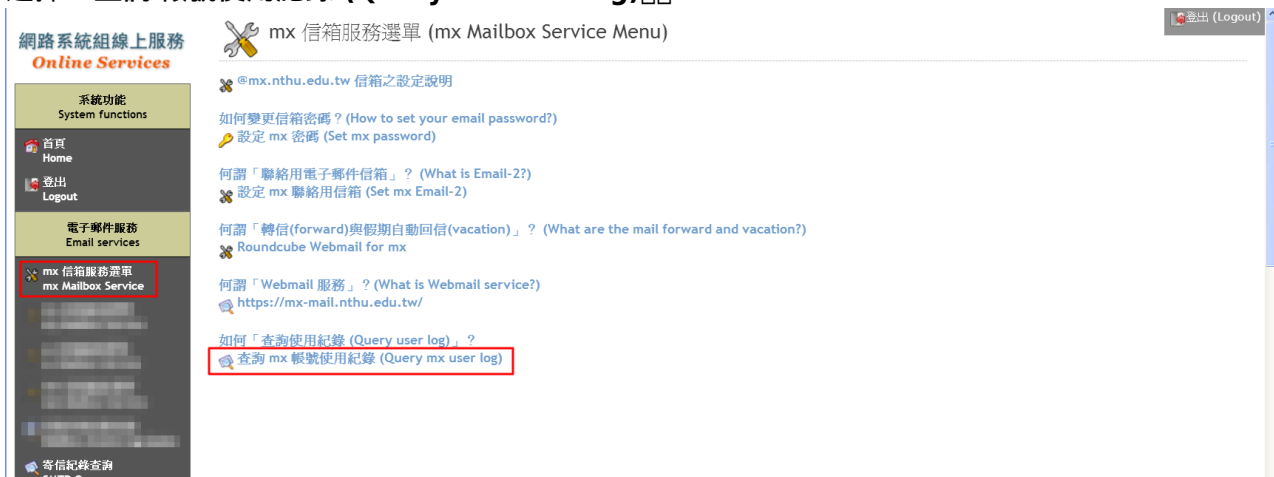 登出 (Logout)
網路系統組線上服務
Online Services
系統功能
System functions
首頁
Home
登出
Logout
電子郵件服務
Email services
mx 信箱服務選單
mx Mailbox Service
寄信紀錄查詢
mx 信箱服務選單 (mx Mailbox Service Menu)
@mx.nthu.edu.tw 信箱之設定說明
如何變更信箱密碼？(How to set your email password?)
設定 mx 密碼 (Set mx password)
何謂「聯絡用電子郵件信箱」？ (What is Email-2?)
設定 mx 聯絡用信箱 (Set mx Email-2)
何謂「轉信(forward)與假期自動回信(vacation)」？ (What are the mail forward and vacation?)
Roundcube Webmail for mx
何謂「Webmail 服務」？(What is Webmail service?)
https://mx-mail.nthu.edu.tw/
如何「查詢使用紀錄 (Query user log)」？
查詢 mx 帳號使用紀錄 (Query mx user log)